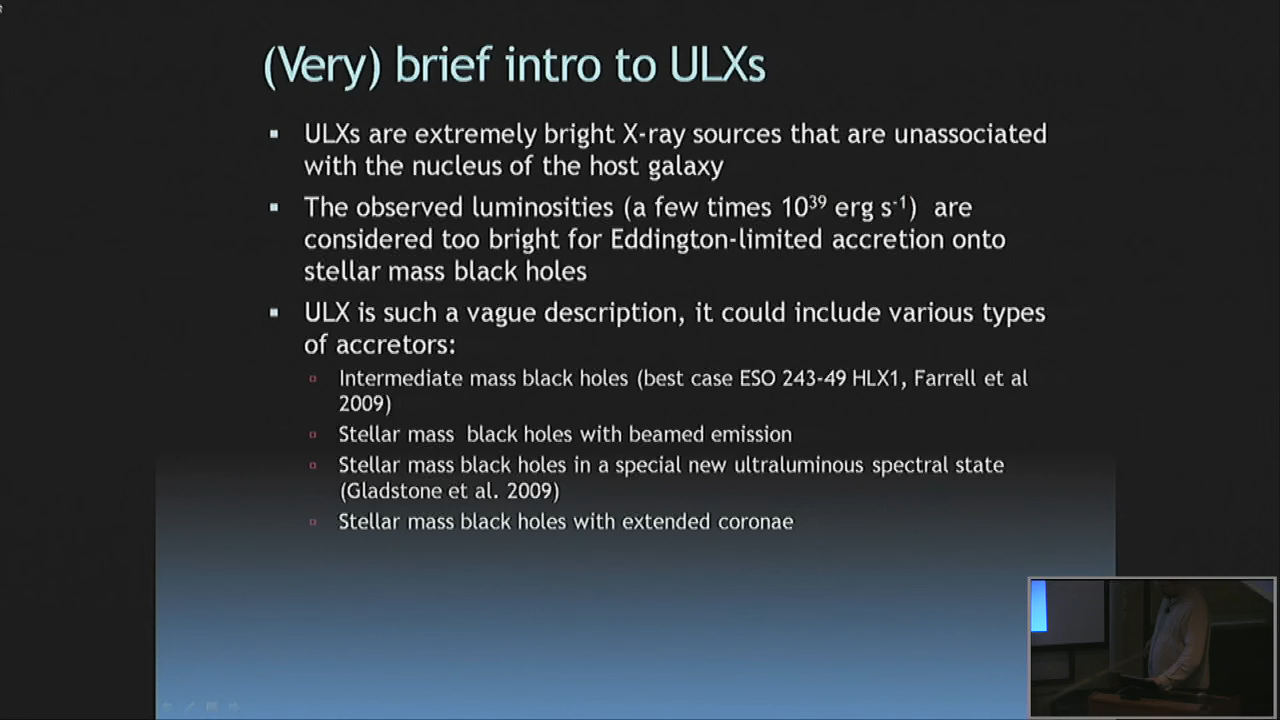 (Very) brief intro to ULXs
▪ ULXs are extremely bright X-ray sources that are unassociated
with the nucleus of the host galaxy
▪ The observed luminosities (a few times 10³⁹ erg s⁻¹) are
considered too bright for Eddington-limited accretion onto
stellar mass black holes
▪ ULX is such a vague description, it could include various types
of accretors:
▫ Intermediate mass black holes (best case ESO 243-49 HLX1, Farrell et al
2009)
▫ Stellar mass black holes with beamed emission
▫ Stellar mass black holes in a special new ultraluminous spectral state
(Gladstone et al. 2009)
▫ Stellar mass black holes with extended coronae